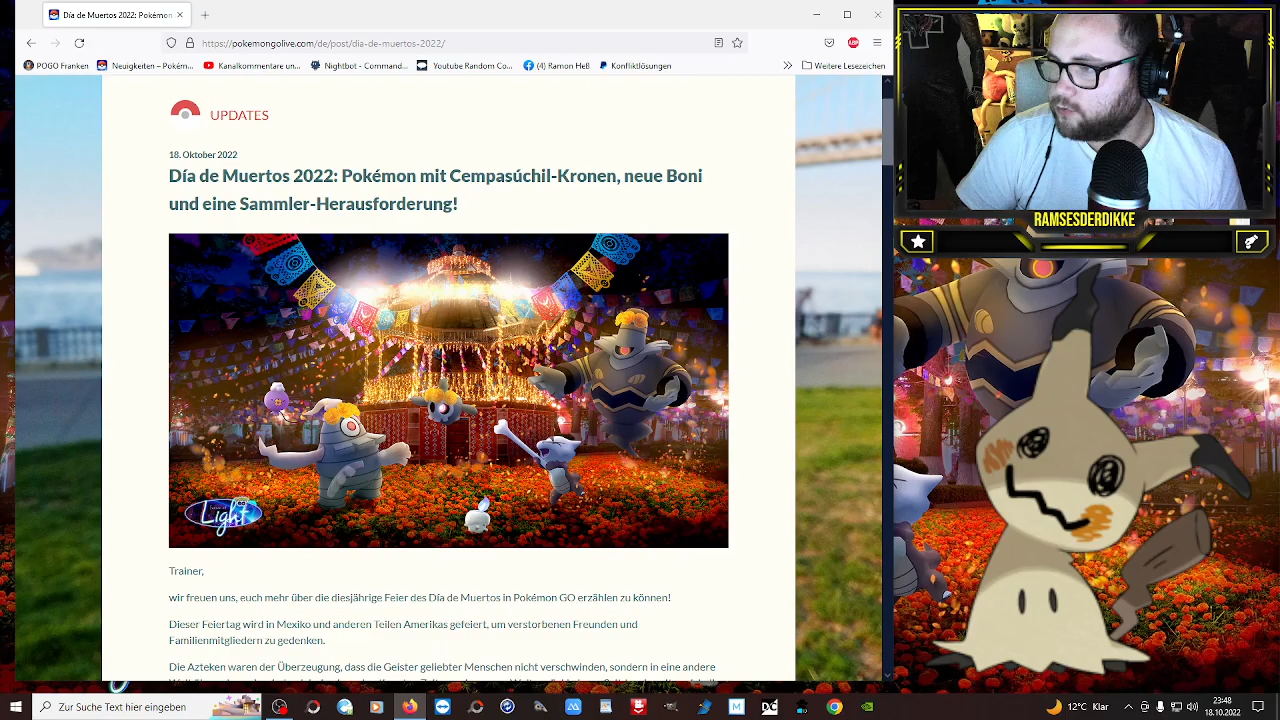 Día de Muertos 2022: Pokémon
https://pokemongolive.com/de/post/dia-de-muertos-2022/
POGO Franken
Neuigkeiten – Pokém...
Kanalkommentare
Nightbot - Command...
Youtube Random Co...
(4) Ramon Heß
Konfliktlösungen
Weitere Lesezeichen
ABP
UPDATES
18. Oktober 2022
Día de Muertos 2022: Pokémon mit Cempasúchil-Kronen, neue Boni
und eine Sammler-Herausforderung!
Light
Trainer,
wir freuen uns, euch mehr über die diesjährige Feier des Día de Muertos in Pokémon GO erzählen zu können!
Dieser Feiertag wird in Mexiko und anderen Teilen Amerikas gefeiert, um verstorbenen Freunden und
Familienmitgliedern zu gedenken.
Die Azteken waren der Überzeugung, dass die Geister geliebter Menschen nicht verschwinden, sondern in eine andere
RAMSESDERDIKKE
Zur Suche Text hier eingeben
12°C Klar
23:48
18.10.2022